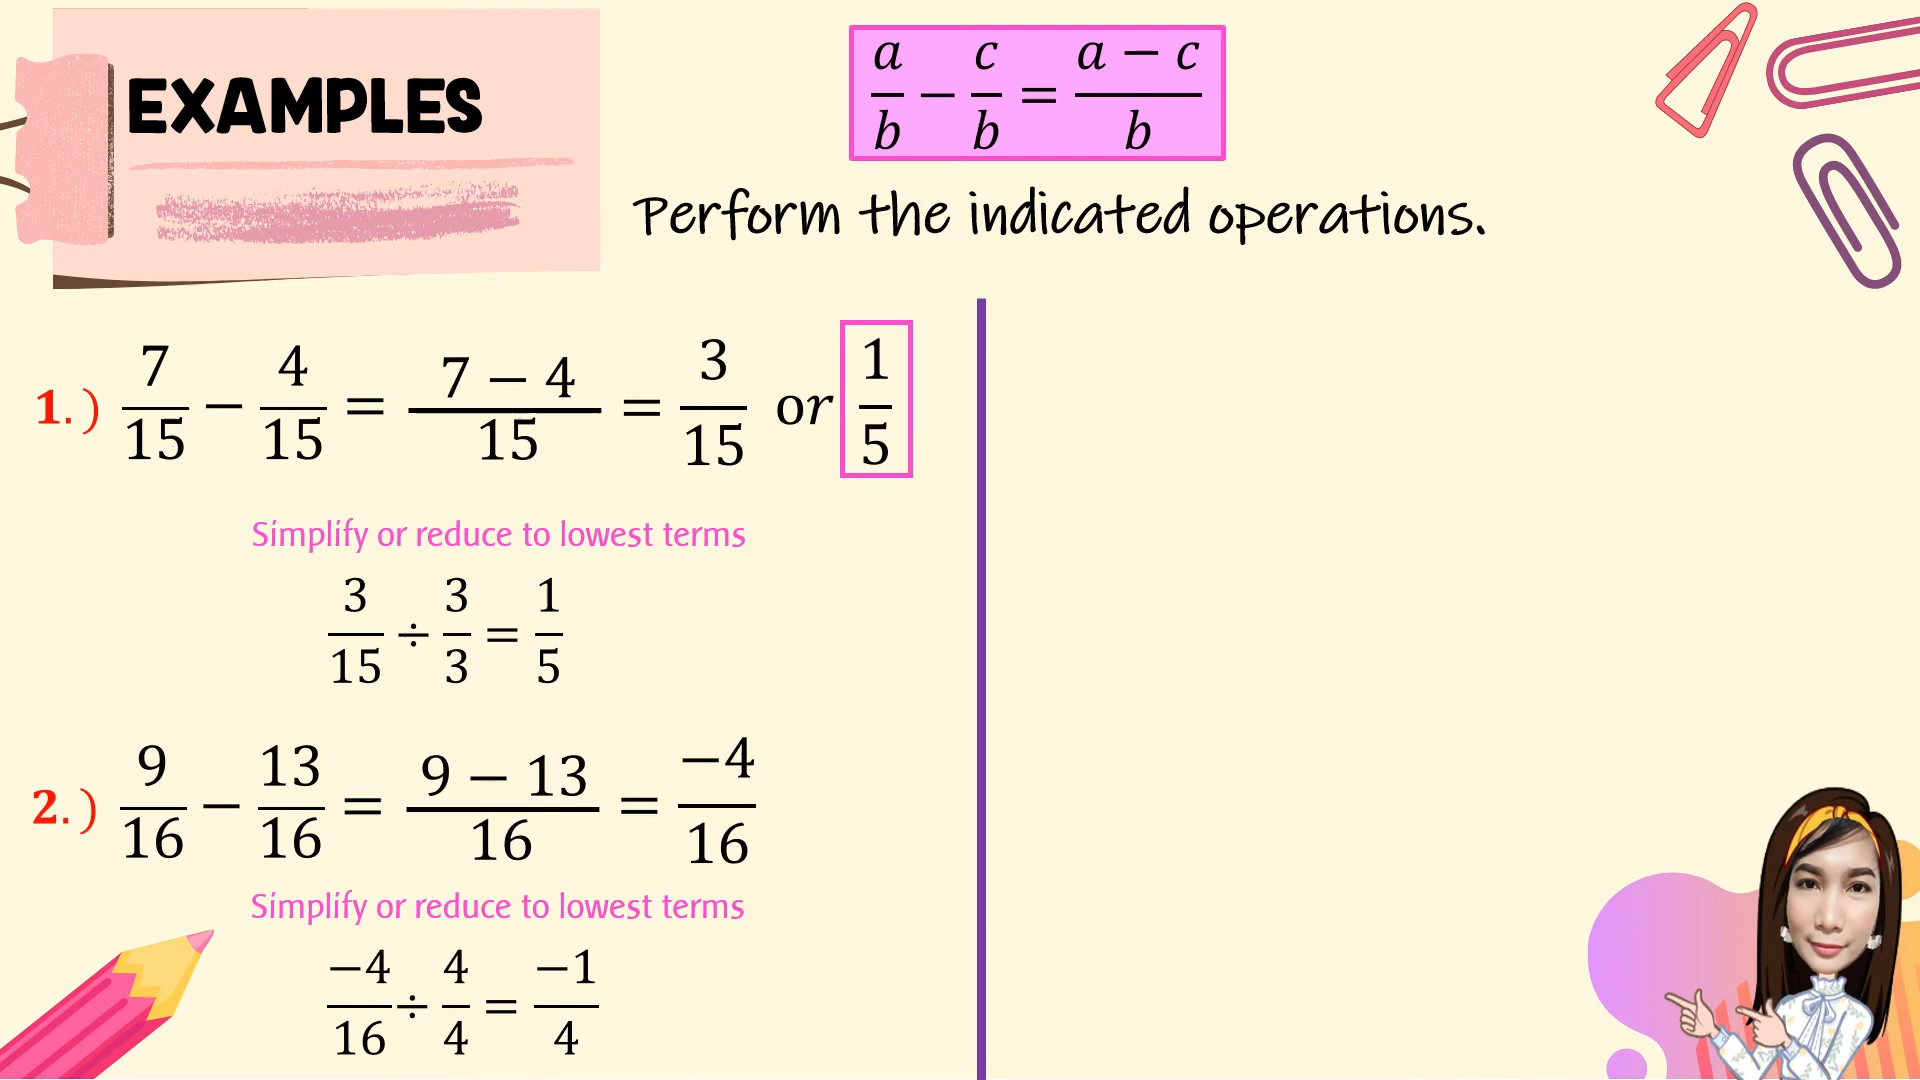 EXAMPLES
a/b − c/b = (a − c)/b
Perform the indicated operations.
1.) 7/15 − 4/15 = (7 − 4)/15 = 3/15 or 1/5
Simplify or reduce to lowest terms
3/15 ÷ 3/3 = 1/5
2.) 9/16 − 13/16 = (9 − 13)/16 = −4/16
Simplify or reduce to lowest terms
−4/16 ÷ 4/4 = −1/4